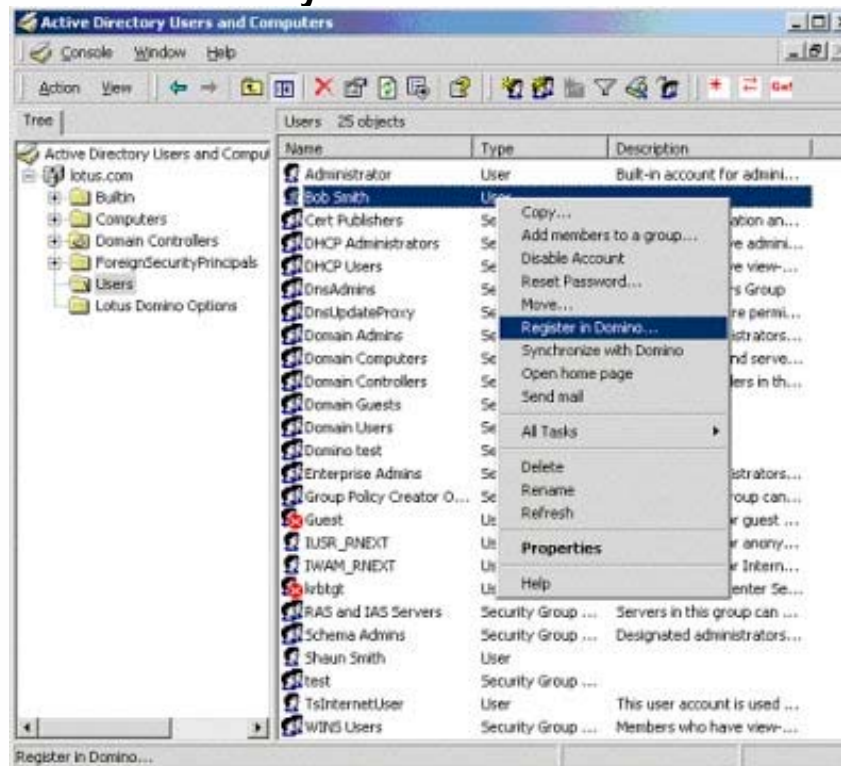 Active Directory Users and Computers
Console Window Help
Action View
Go!
Tree
Users 25 objects
Active Directory Users and Compu
lotus.com
Builtin
Computers
Domain Controllers
ForeignSecurityPrincipals
Users
Lotus Domino Options
Name Type Description
Administrator User Built-in account for admini...
Bob Smith User
Cert Publishers Se ation an...
DHCP Administrators Se ve admini...
DHCP Users Se ve view-...
DnsAdmins Se s Group
DnsUpdateProxy Se re permi...
Domain Admins Se istrators...
Domain Computers Se nd serve...
Domain Controllers Se lers in th...
Domain Guests Se
Domain Users Se
Domino test Se
Enterprise Admins Se istrators...
Group Policy Creator O... Se roup can...
Guest Us r guest ...
IUSR_RNEXT Us r anony...
IWAM_RNEXT Us r Intern...
krbtgt Us enter Se...
RAS and IAS Servers Security Group ... Servers in this group can ...
Schema Admins Security Group ... Designated administrators...
Shaun Smith User
test Security Group ...
TsInternetUser User This user account is used ...
WINS Users Security Group ... Members who have view-...
Copy...
Add members to a group...
Disable Account
Reset Password...
Move...
Register in Domino...
Synchronize with Domino
Open home page
Send mail
All Tasks
Delete
Rename
Refresh
Properties
Help
Register in Domino...